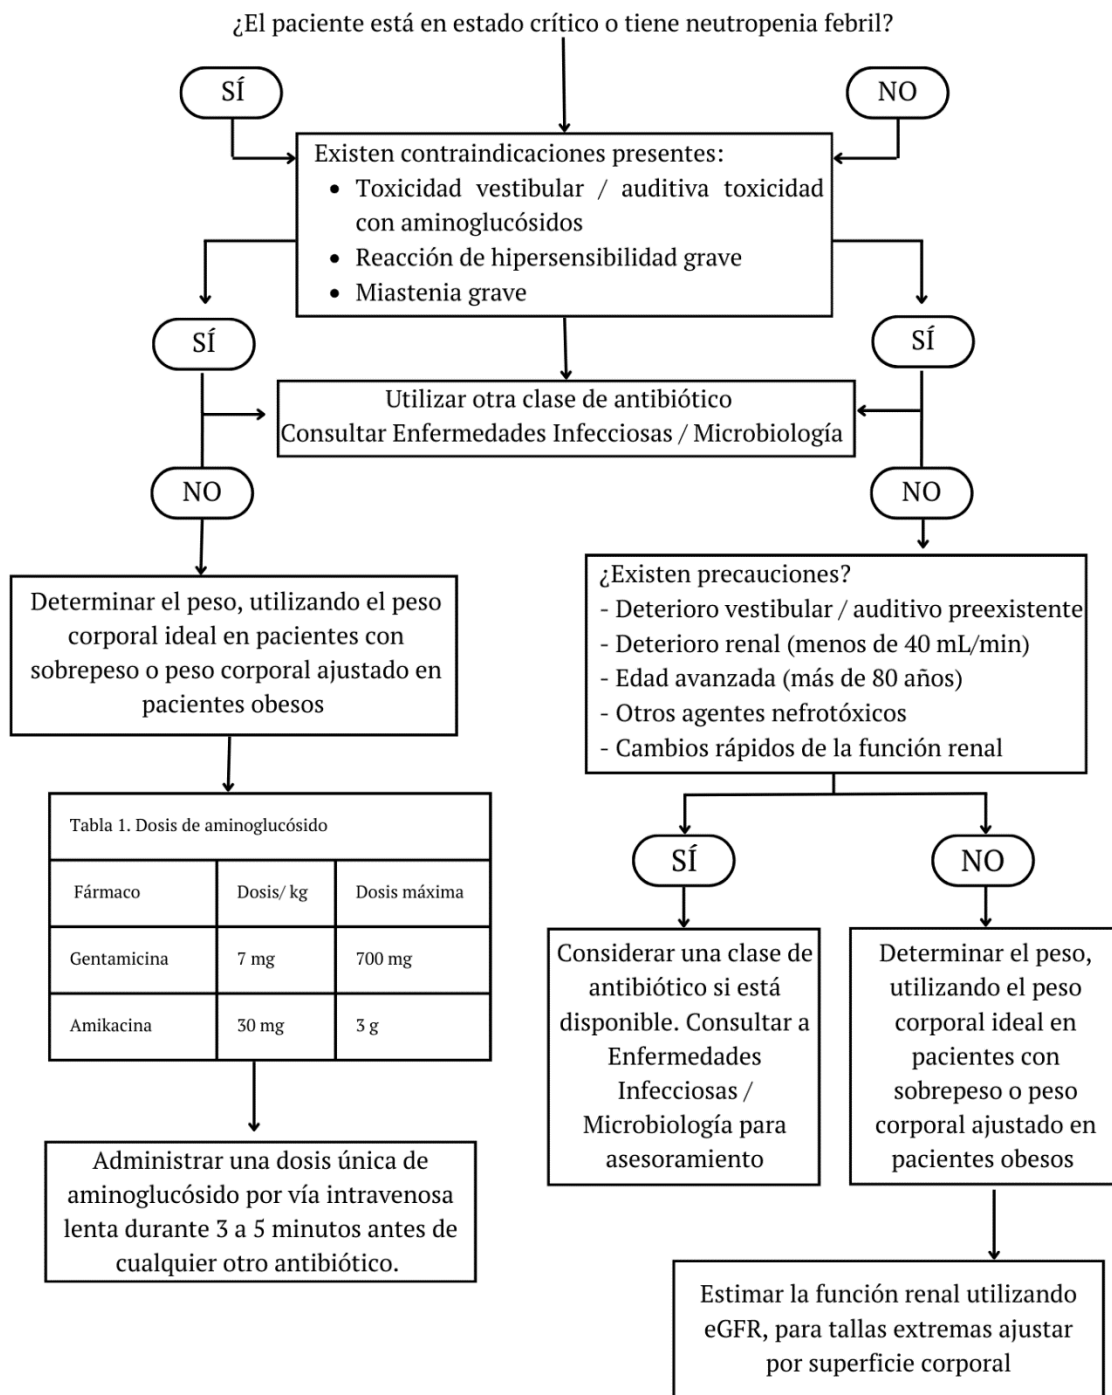 ¿El paciente está en estado crítico o tiene neutropenia febril?
SÍ
NO
Existen contraindicaciones presentes:
• Toxicidad vestibular / auditiva toxicidad
con aminoglucósidos
• Reacción de hipersensibilidad grave
• Miastenia grave
SÍ
SÍ
Utilizar otra clase de antibiótico
Consultar Enfermedades Infecciosas / Microbiología
NO
NO
Determinar el peso, utilizando el peso
corporal ideal en pacientes con
sobrepeso o peso corporal ajustado en
pacientes obesos
¿Existen precauciones?
- Deterioro vestibular / auditivo preexistente
- Deterioro renal (menos de 40 mL/min)
- Edad avanzada (más de 80 años)
- Otros agentes nefrotóxicos
- Cambios rápidos de la función renal
Tabla 1. Dosis de aminoglucósido
Fármaco Dosis/ kg Dosis máxima
Gentamicina 7 mg 700 mg
Amikacina 30 mg 3 g
SÍ
NO
Considerar una clase de
antibiótico si está
disponible. Consultar a
Enfermedades
Infecciosas /
Microbiología para
asesoramiento
Determinar el peso,
utilizando el peso
corporal ideal en
pacientes con
sobrepeso o peso
corporal ajustado en
pacientes obesos
Administrar una dosis única de
aminoglucósido por vía intravenosa
lenta durante 3 a 5 minutos antes de
cualquier otro antibiótico.
Estimar la función renal utilizando
eGFR, para tallas extremas ajustar
por superficie corporal